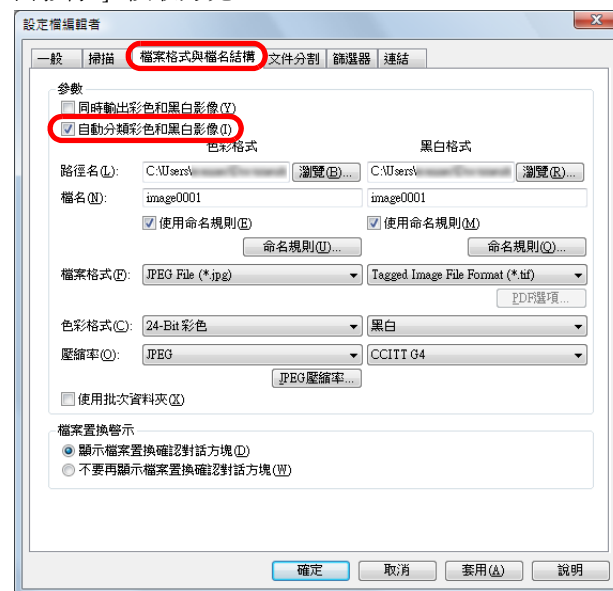 設定檔編輯者
一般 掃描 檔案格式與檔名結構 文件分割 篩選器 連結
參數
同時輸出彩色和黑白影像(Y)
自動分類彩色和黑白影像(I)
色彩格式 黑白格式
路徑名(L): C:\Users\ 瀏覽(B)... C:\Users\ 瀏覽(R)...
檔名(N): image0001 image0001
使用命名規則(E) 使用命名規則(M)
命名規則(U)... 命名規則(Q)...
檔案格式(F): JPEG File (*.jpg) Tagged Image File Format (*.tif)
PDF選項...
色彩格式(C): 24-Bit 彩色 黑白
壓縮率(O): JPEG CCITT G4
JPEG壓縮率...
使用批次資料夾(X)
檔案置換警示
顯示檔案置換確認對話方塊(D)
不要再顯示檔案置換確認對話方塊(W)
確定 取消 套用(A) 說明